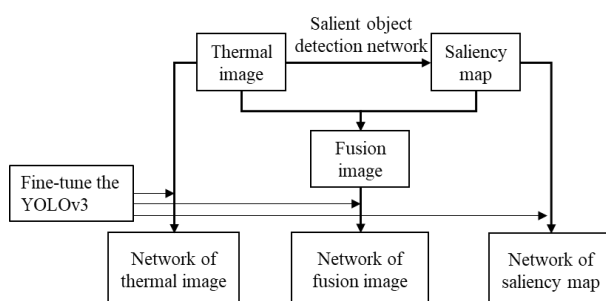 Thermal
image
Salient object
detection network
Saliency
map
Fusion
image
Fine-tune the
YOLOv3
Network of
thermal image
Network of
fusion image
Network of
saliency map